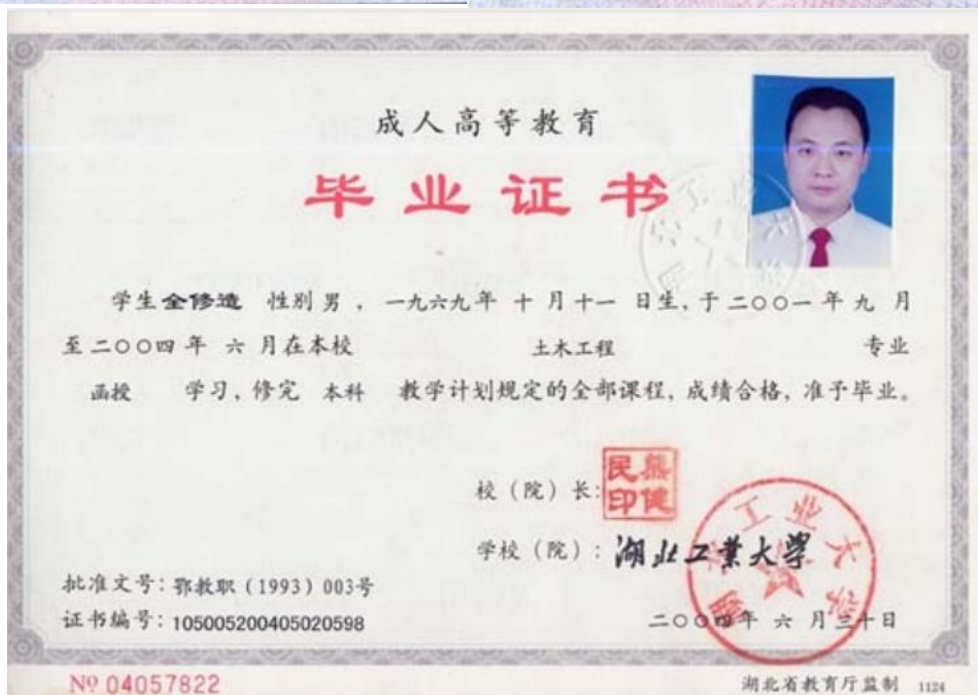 成人高等教育
毕业证书
学生金修造 性别 男 ， 一九六九年 十 月十一 日生，于二〇〇一年 九 月
至二〇〇四年 六 月在本校 土木工程 专业
函授 学习，修完 本科 教学计划规定的全部课程，成绩合格，准予毕业。
校（院）长：
民熊
印健
学校（院）：湖北工業大學
工业大学
批准文号：鄂教职（1993）003号
证书编号：105005200405020598
二〇〇四年 六 月三十日
№ 04057822
湖北省教育厅监制 1124